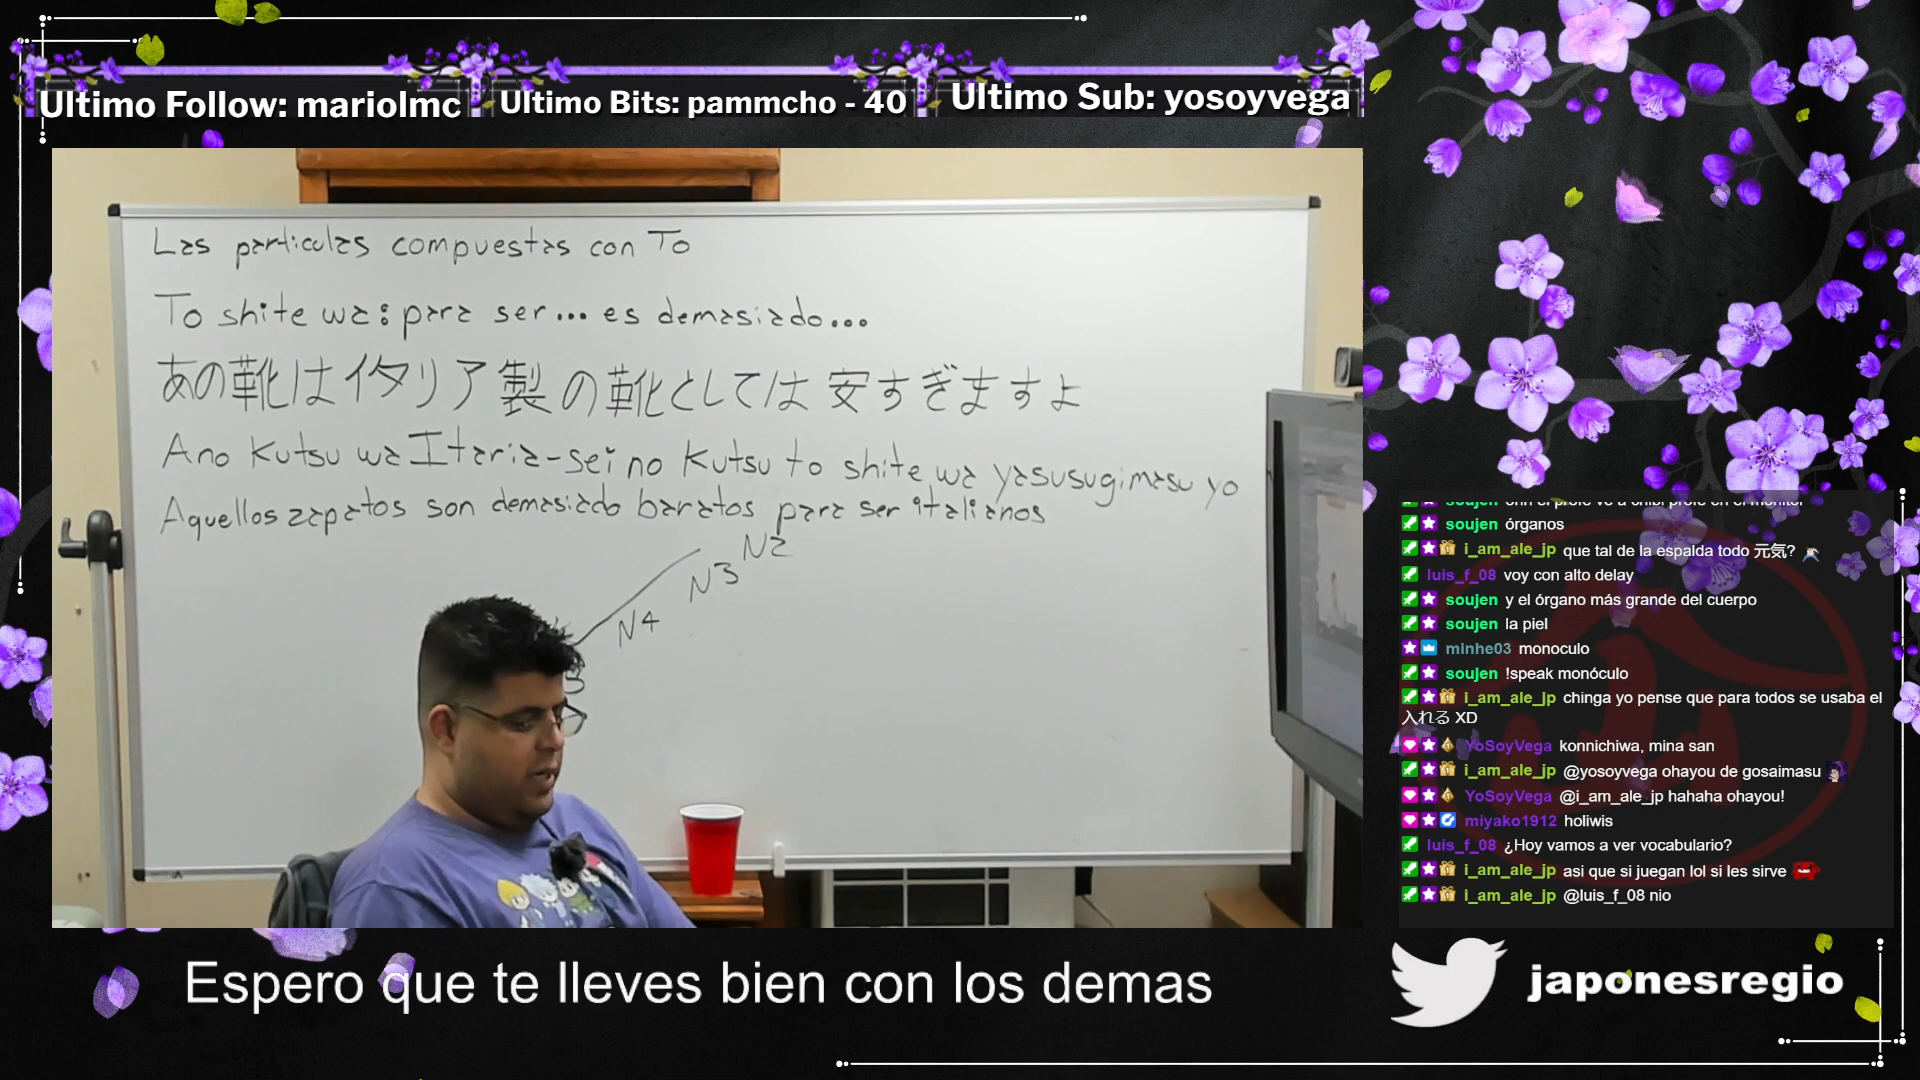 Ultimo Follow: mariolmc
Ultimo Bits: pammcho - 40
Ultimo Sub: yosoyvega
Las particulas compuestas con To
To shite wa: para ser... es demasiado...
あの靴はイタリア製の靴としては安すぎますよ
Ano Kutsu wa Itaria-sei no Kutsu to shite wa yasusugimasu yo
Aquellos zapatos son demasiado baratos para ser italianos
N2
N3
N4
soujen
soujen órganos
i_am_ale_jp que tal de la espalda todo 元気?
luis_f_08 voy con alto delay
soujen y el órgano más grande del cuerpo
soujen la piel
minhe03 monoculo
soujen !speak monóculo
i_am_ale_jp chinga yo pense que para todos se usaba el
入れる XD
YoSoyVega konnichiwa, mina san
i_am_ale_jp @yosoyvega ohayou de gosaimasu
YoSoyVega @i_am_ale_jp hahaha ohayou!
miyako1912 holiwis
luis_f_08 ¿Hoy vamos a ver vocabulario?
i_am_ale_jp asi que si juegan lol si les sirve
i_am_ale_jp @luis_f_08 nio
Espero que te lleves bien con los demas
japonesregio